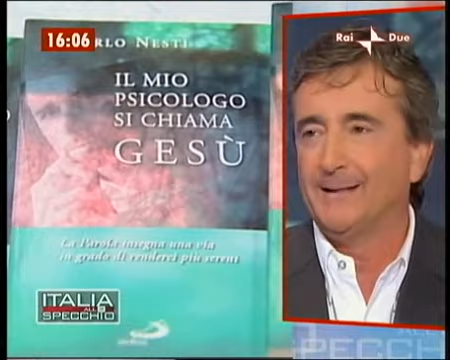 16:06
RLO NESTI
Rai Due
IL MIO
PSICOLOGO
SI CHIAMA
GESÙ
La Parola insegna una via
in grado di renderci più sereni
ITALIA
ALLO
SPECCHIO